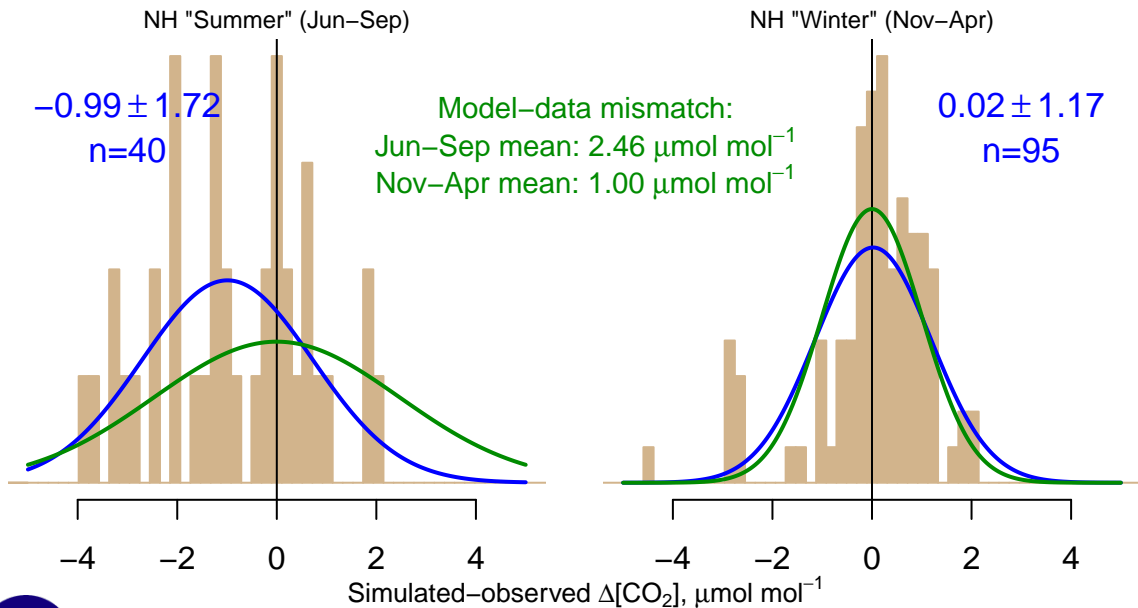 NH "Summer" (Jun−Sep)
NH "Winter" (Nov−Apr)
−0.99 ± 1.72
n=40
Model−data mismatch:
Jun−Sep mean: 2.46 μmol mol⁻¹
Nov−Apr mean: 1.00 μmol mol⁻¹
0.02 ± 1.17
n=95
−4 −2 0 2 4
−4 −2 0 2 4
Simulated−observed Δ[CO₂], μmol mol⁻¹